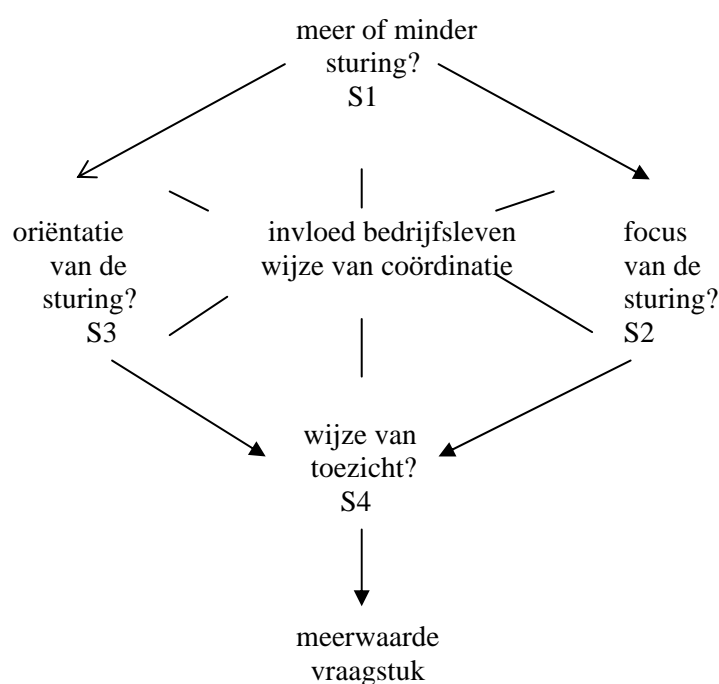 meer of minder
sturing?
S1
oriëntatie
van de
sturing?
S3
invloed bedrijfsleven
wijze van coördinatie
focus
van de
sturing?
S2
wijze van
toezicht?
S4
meerwaarde
vraagstuk